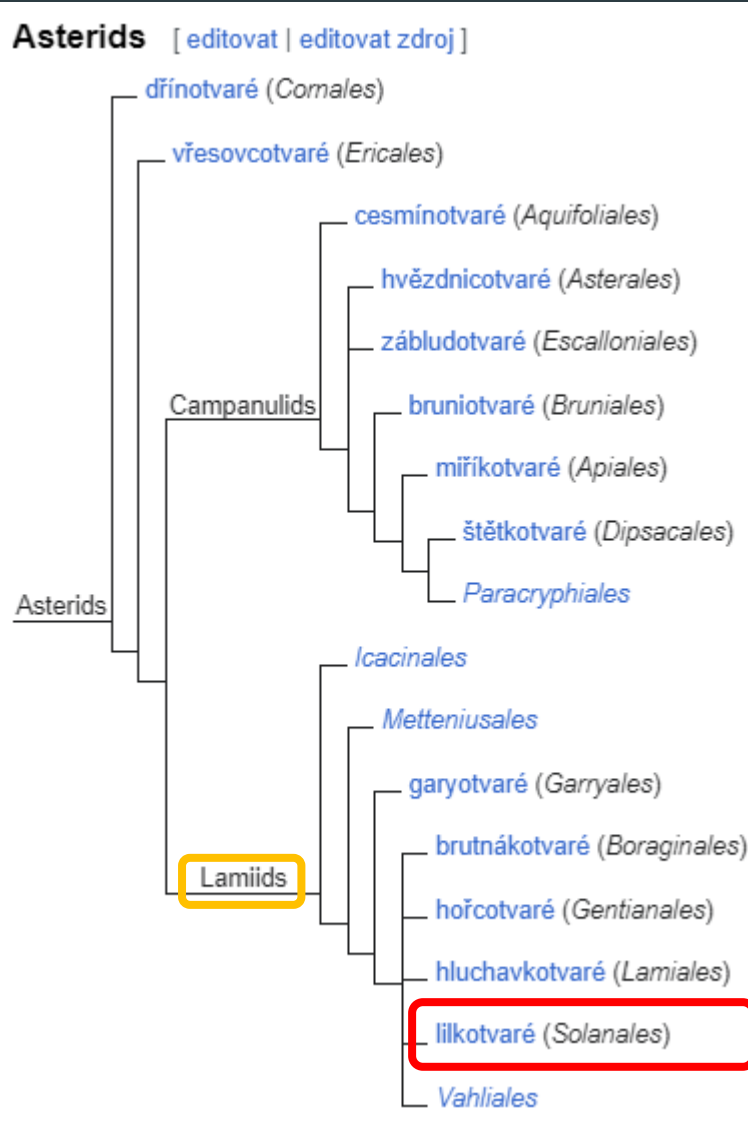 Asterids [ editovat | editovat zdroj ]
dřínotvaré (Cornales)
vřesovcotvaré (Ericales)
cesmínotvaré (Aquifoliales)
hvězdnicotvaré (Asterales)
zábludotvaré (Escalloniales)
Campanulids
bruniotvaré (Bruniales)
miříkotvaré (Apiales)
štětkotvaré (Dipsacales)
Paracryphiales
Asterids
Icacinales
Metteniusales
garyotvaré (Garryales)
brutnákotvaré (Boraginales)
Lamiids
hořcotvaré (Gentianales)
hluchavkotvaré (Lamiales)
lilkotvaré (Solanales)
Vahliales